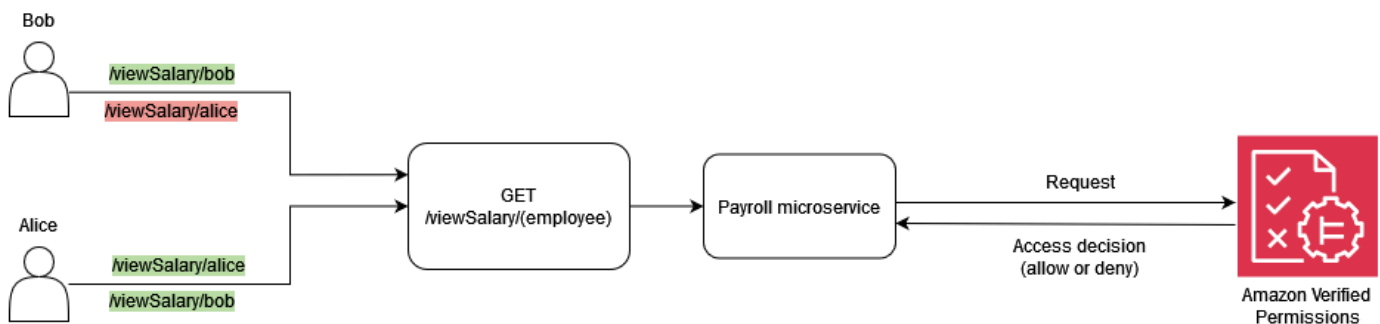 Bob
/viewSalary/bob
/viewSalary/alice
Alice
/viewSalary/alice
/viewSalary/bob
GET
/viewSalary/(employee)
Payroll microservice
Request
Access decision
(allow or deny)
Amazon Verified
Permissions